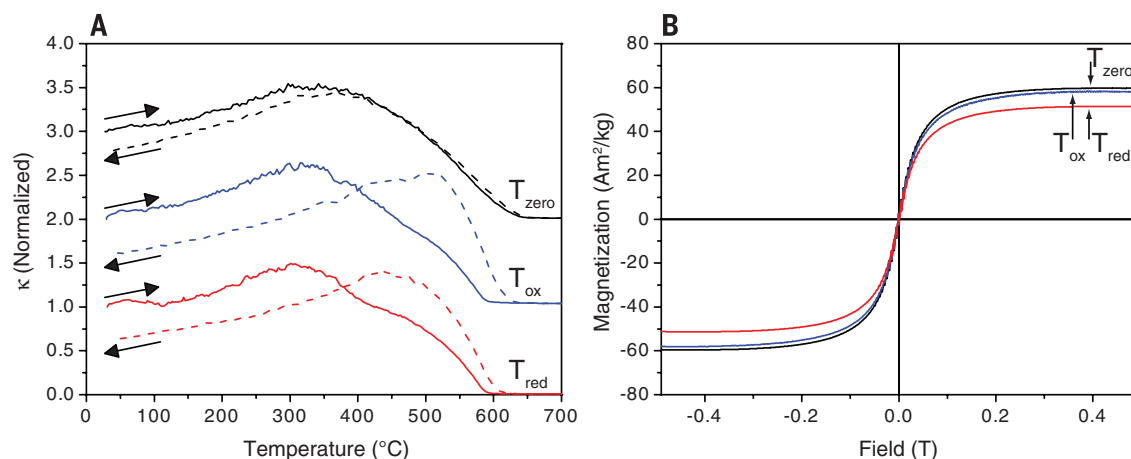 A
κ (Normalized)
4.0
3.5
3.0
2.5
2.0
1.5
1.0
0.5
0.0
T_zero
T_ox
T_red
0 100 200 300 400 500 600 700
Temperature (°C)
B
Magnetization (Am²/kg)
80
60
40
20
0
-20
-40
-60
-80
T_zero
T_ox T_red
-0.4 -0.2 0.0 0.2 0.4
Field (T)